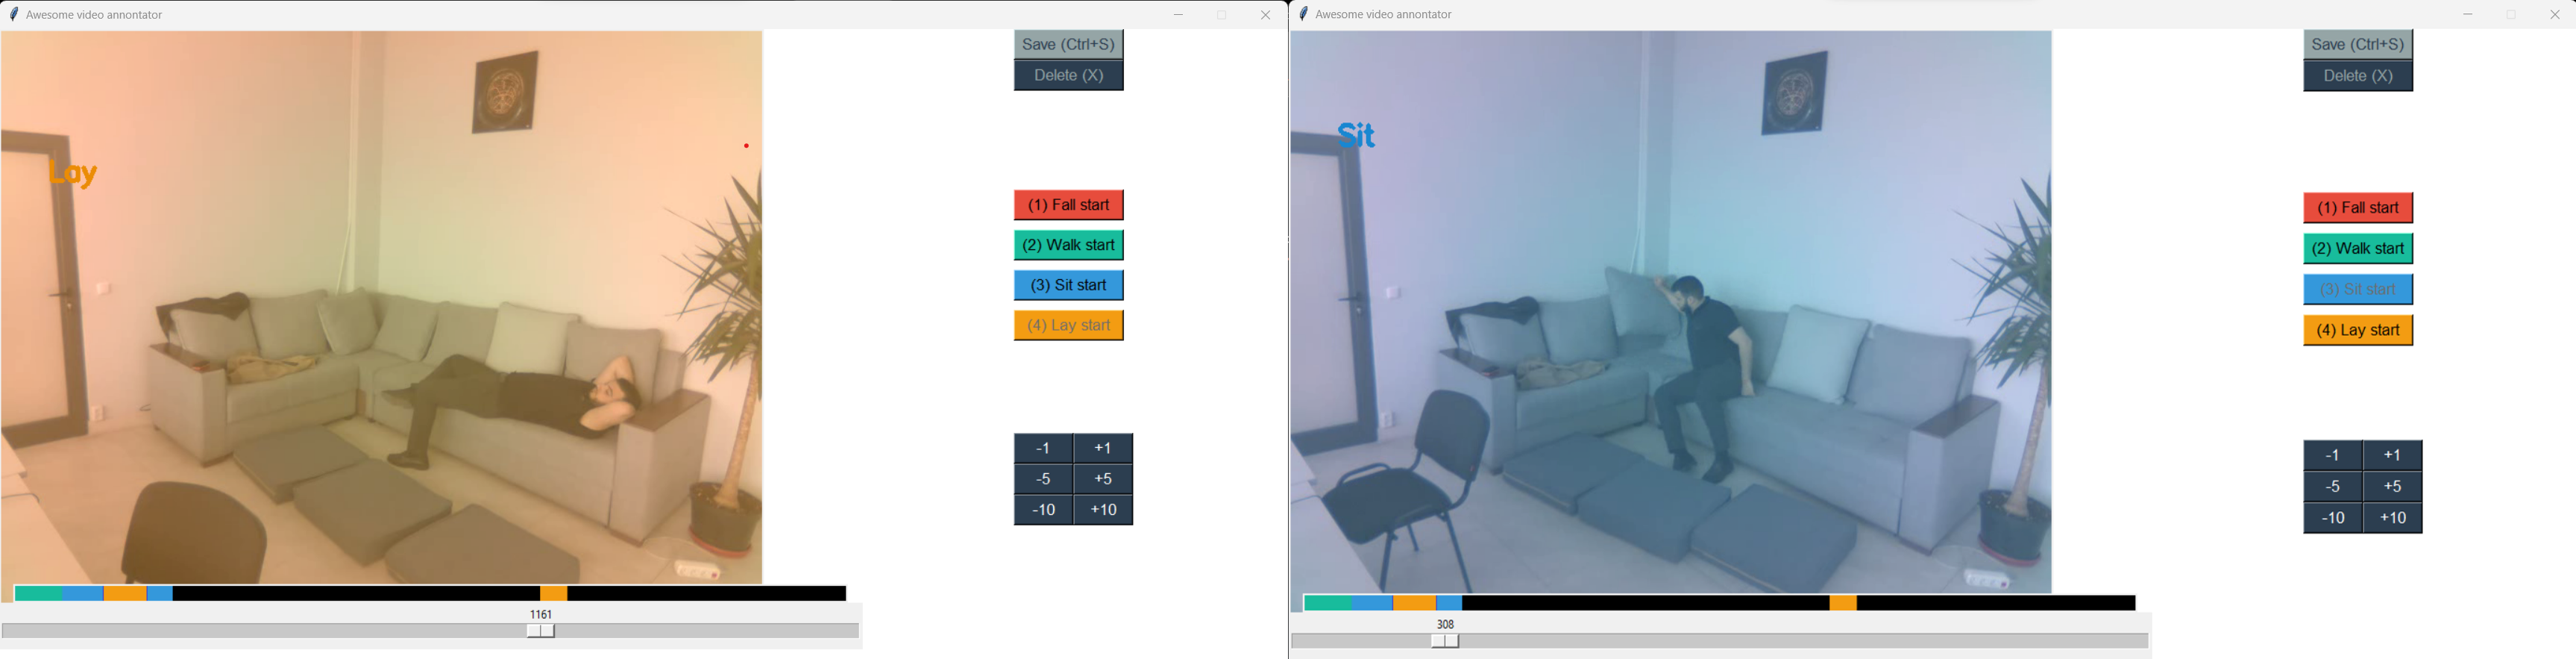 Awesome video annontator
Save (Ctrl+S)
Delete (X)
Lay
(1) Fall start
(2) Walk start
(3) Sit start
(4) Lay start
-1 +1
-5 +5
-10 +10
1161
Awesome video annontator
Save (Ctrl+S)
Delete (X)
Sit
(1) Fall start
(2) Walk start
(3) Sit start
(4) Lay start
-1 +1
-5 +5
-10 +10
308